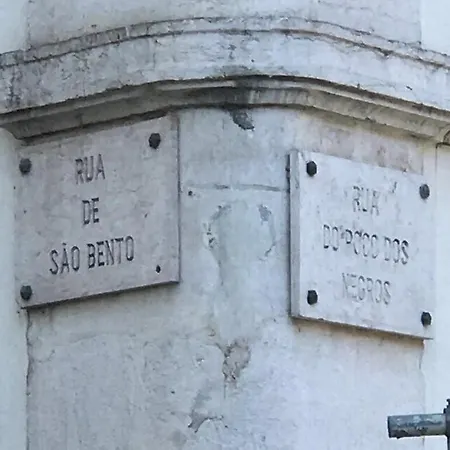 RUA
DE
SÃO BENTO
RUA
DO POÇO DOS
NEGROS